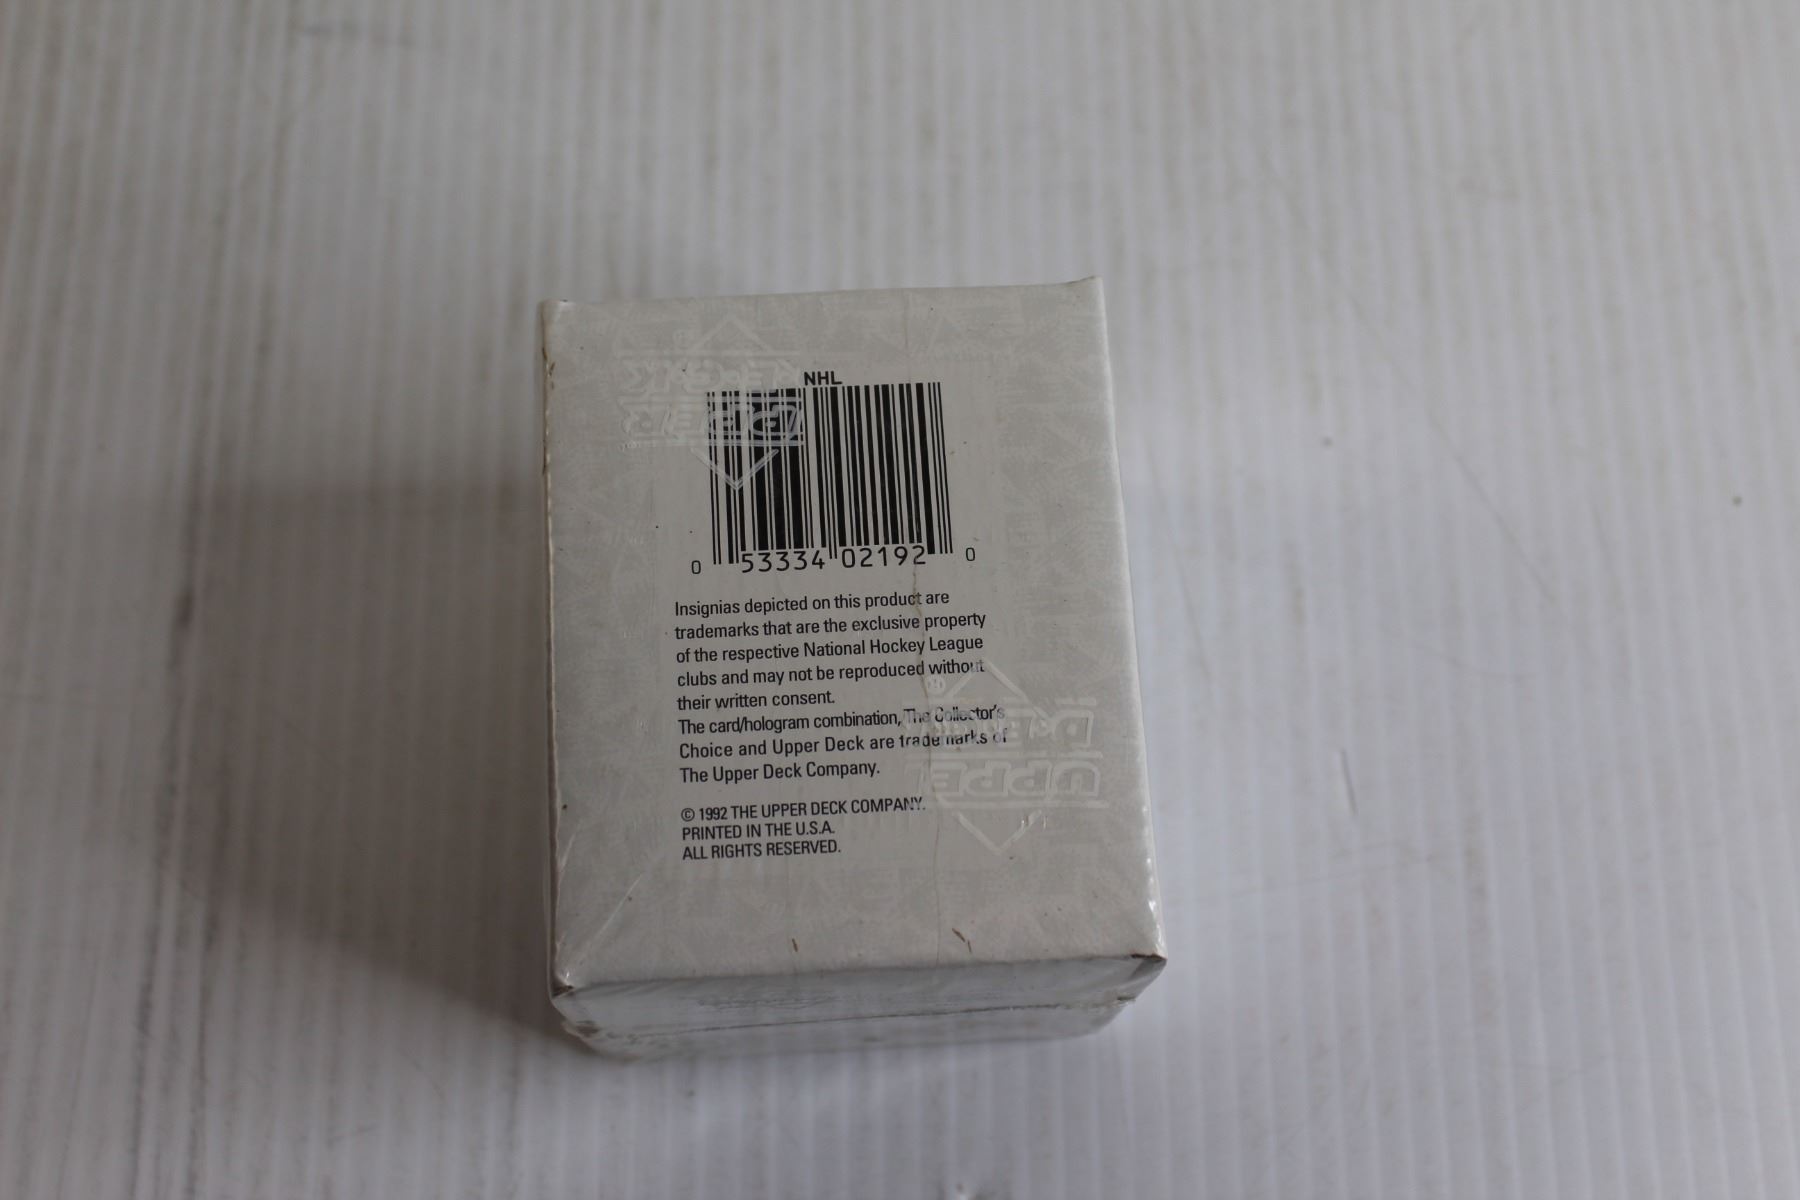 NHL
0 53334 02192 0
Insignias depicted on this product are
trademarks that are the exclusive property
of the respective National Hockey League
clubs and may not be reproduced without
their written consent.
The card/hologram combination, The Collector's
Choice and Upper Deck are trademarks of
The Upper Deck Company.
© 1992 THE UPPER DECK COMPANY.
PRINTED IN THE U.S.A.
ALL RIGHTS RESERVED.